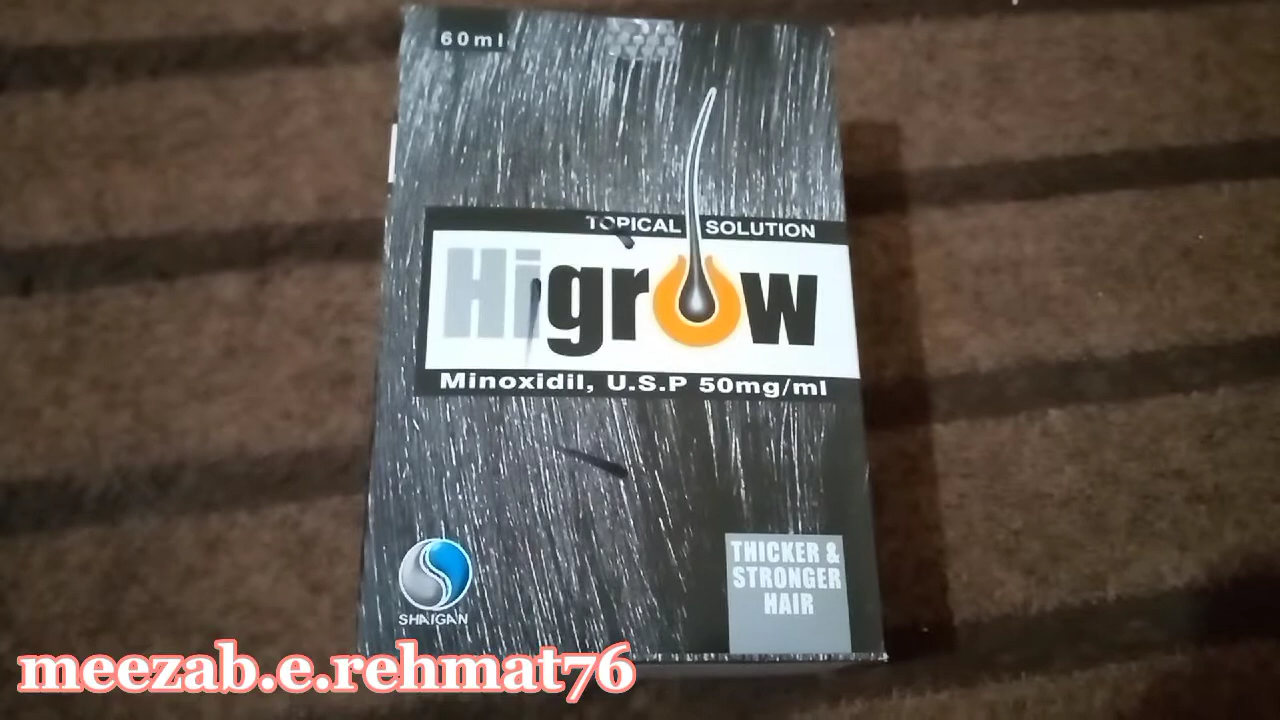 60ml
TOPICAL SOLUTION
Higrow
Minoxidil, U.S.P 50mg/ml
THICKER &
STRONGER
HAIR
SHAIGAN
meezab.e.rehmat76